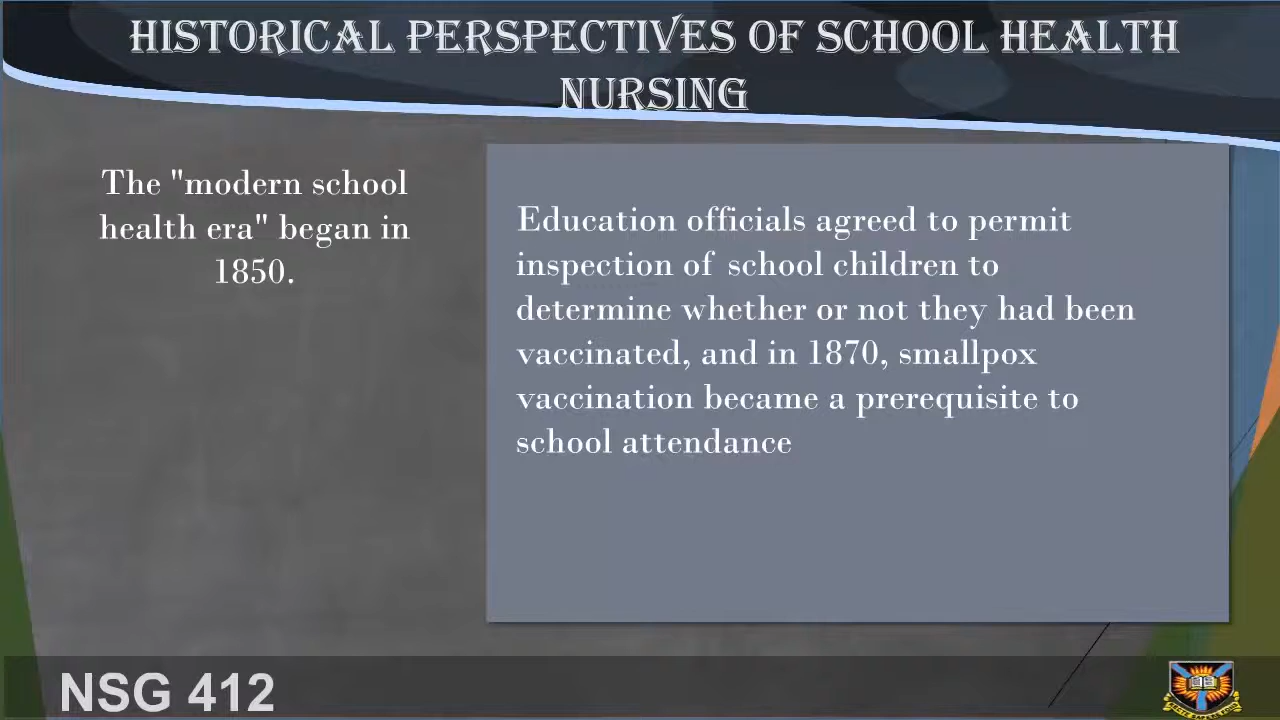 HISTORICAL PERSPECTIVES OF SCHOOL HEALTH
NURSING
The "modern school
health era" began in
1850.
Education officials agreed to permit
inspection of school children to
determine whether or not they had been
vaccinated, and in 1870, smallpox
vaccination became a prerequisite to
school attendance
NSG 412